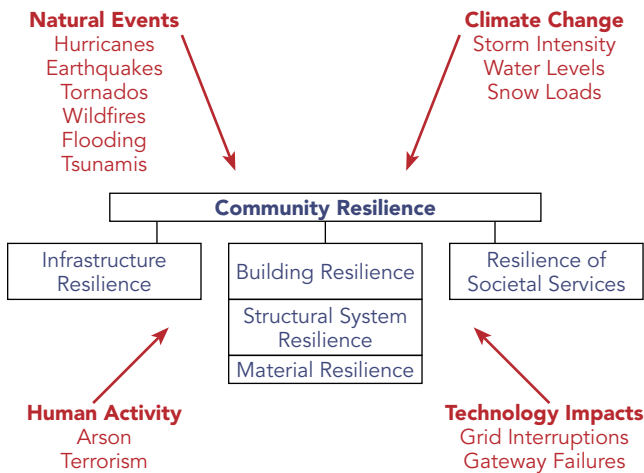 Natural Events
Hurricanes
Earthquakes
Tornados
Wildfires
Flooding
Tsunamis
Climate Change
Storm Intensity
Water Levels
Snow Loads
Community Resilience
Infrastructure
Resilience
Building Resilience
Structural System
Resilience
Material Resilience
Resilience of
Societal Services
Human Activity
Arson
Terrorism
Technology Impacts
Grid Interruptions
Gateway Failures